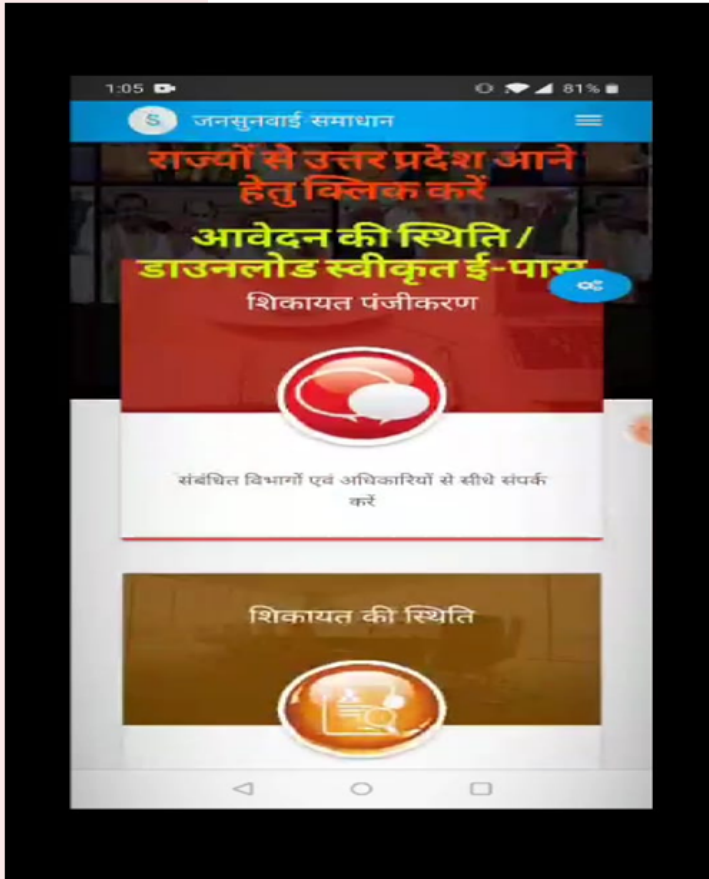 1:05 81%
S जनसुनवाई समाधान
राज्यों से उत्तर प्रदेश आने
हेतु क्लिक करें
आवेदन की स्थिति /
डाउनलोड स्वीकृत ई-पास
शिकायत पंजीकरण
संबंधित विभागों एवं अधिकारियों से सीधे संपर्क
करें
शिकायत की स्थिति